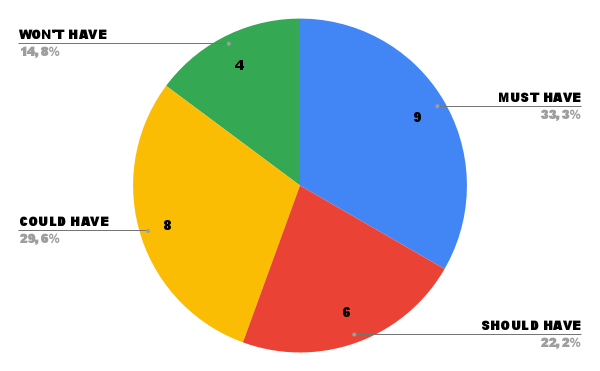 WON'T HAVE
14,8%
4
MUST HAVE
33,3%
9
COULD HAVE
29,6%
8
6
SHOULD HAVE
22,2%